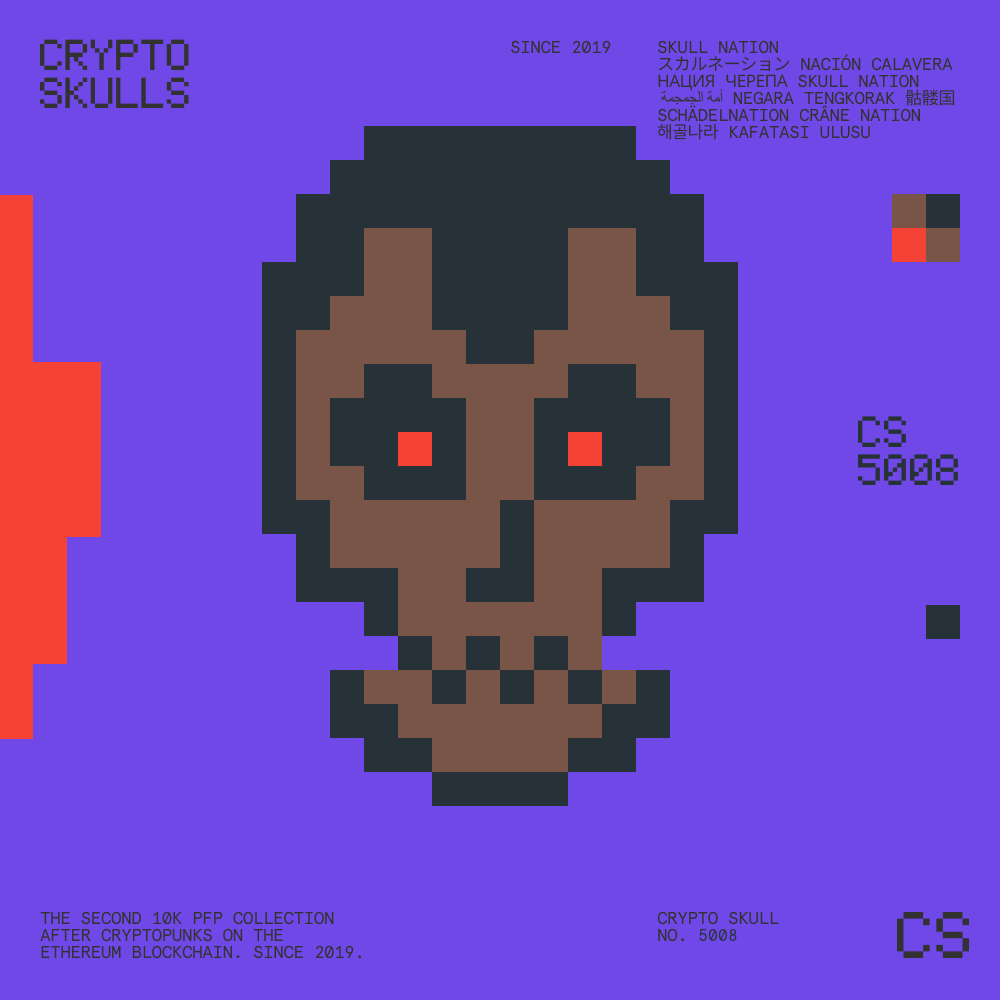 CRYPTO
SKULLS
SINCE 2019
SKULL NATION
スカルネーション NACIÓN CALAVERA
НАЦИЯ ЧЕРЕПА SKULL NATION
أمة الجمجمة NEGARA TENGKORAK 骷髅国
SCHÄDELNATION CRÂNE NATION
해골나라 KAFATASI ULUSU
CS
5008
THE SECOND 10K PFP COLLECTION
AFTER CRYPTOPUNKS ON THE
ETHEREUM BLOCKCHAIN. SINCE 2019.
CRYPTO SKULL
NO. 5008
CS